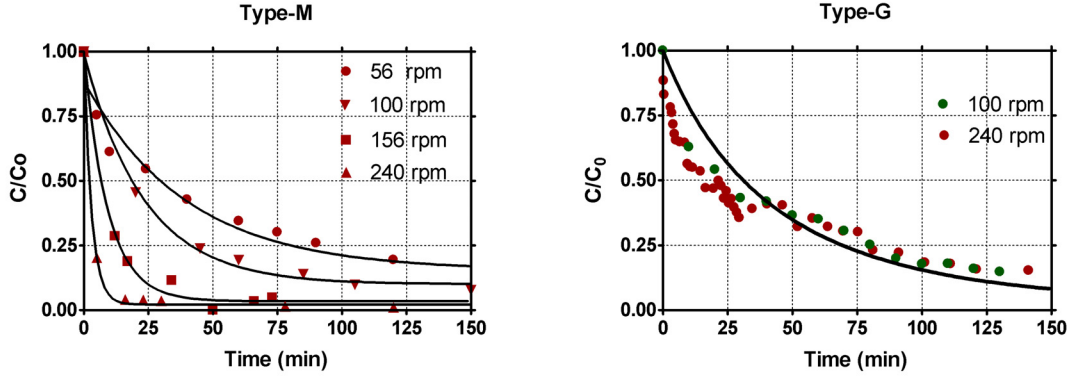 Type-M
C/Co
1.00
0.75
0.50
0.25
0.00
56 rpm
100 rpm
156 rpm
240 rpm
0 25 50 75 100 125 150
Time (min)
Type-G
C/C₀
1.00
0.75
0.50
0.25
0.00
100 rpm
240 rpm
0 25 50 75 100 125 150
Time (min)